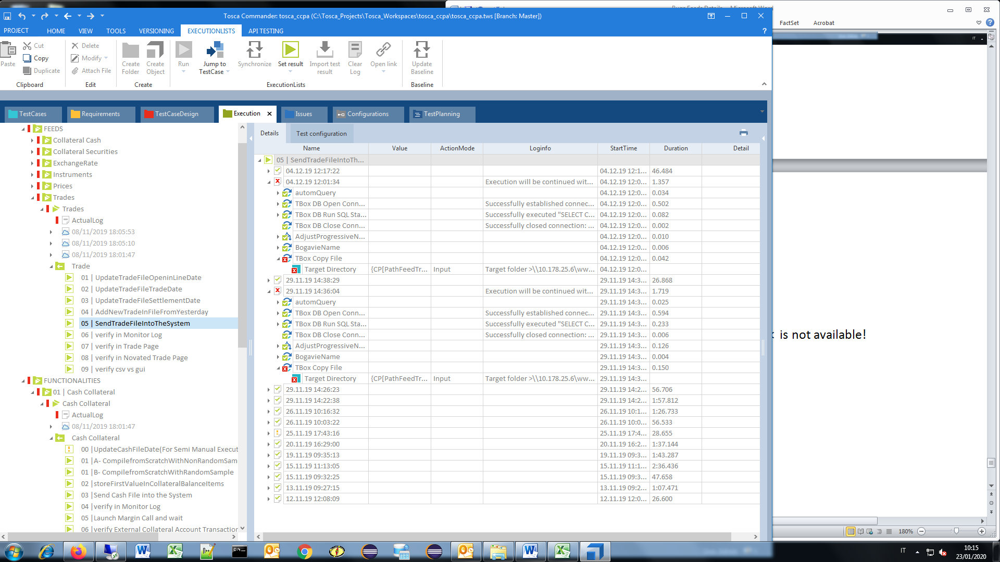 Tosca Commander: tosca_ccpa (C:\Tosca_Projects\Tosca_Workspaces\tosca_ccpa\tosca_ccpa.tws [Branch: Master])
PROJECT HOME VIEW TOOLS VERSIONING EXECUTIONLISTS API TESTING ?
FactSet Acrobat
Paste Cut Copy Duplicate
Clipboard
Delete Modify Attach File
Edit
Create Folder Create Object
Create
Run Jump to TestCase Synchronize Set result Import test result Clear Log Open link
ExecutionLists
Update Baseline
Baseline
TestCases Requirements TestCaseDesign Execution Issues Configurations TestPlanning
FEEDS
Collateral Cash
Collateral Securities
ExchangeRate
Instruments
Prices
Trades
Trades
ActualLog
08/11/2019 18:05:53
08/11/2019 18:05:10
08/11/2019 18:01:47
Trade
01 | UpdateTradeFileOpeninLineDate
02 | UpdateTradeFileTradeDate
03 | UpdateTradeFileSettlementDate
04 | AddNewTradeInFileFromYesterday
05 | SendTradeFileIntoTheSystem
06 | verify in Monitor Log
07 | verify in Trade Page
08 | verify in Novated Trade Page
09 | verify csv vs gui
FUNCTIONALITIES
01 | Cash Collateral
Cash Collateral
ActualLog
08/11/2019 18:01:47
Cash Collateral
00 |UpdateCashFileDate(For Semi Manual Execut
01 |A- CompilefromScratchWithNonRandomSam
01 |B- CompilefromScratchWithRandomSample
02 |storeFirstValueInCollateralBalanceItems
03 |Send Cash File into the System
04 |verify in Monitor Log
05 |Launch Margin Call and wait
06 |verify External Collateral Account Transaction
Details Test configuration
Name Value ActionMode Loginfo StartTime Duration Detail
05 | SendTradeFileIntoTh...
04.12.19 12:17:22 04.12.19 12:1... 46.484
04.12.19 12:01:34 Execution will be continued wit... 04.12.19 12:0... 1.357
automQuery 04.12.19 12:0... 0.034
TBox DB Open Conn... Successfully established connec... 04.12.19 12:0... 0.502
TBox DB Run SQL Sta... Successfully executed "SELECT C... 04.12.19 12:0... 0.082
TBox DB Close Conn... Successfully closed connection: ... 04.12.19 12:0... 0.002
AdjustProgressiveN... 04.12.19 12:0... 0.010
BogavieName 04.12.19 12:0... 0.006
TBox Copy File 04.12.19 12:0... 0.042
Target Directory {CP[PathFeedTr... Input Target folder >\\10.178.25.6\ww... 04.12.19 12:0...
29.11.19 14:38:29 29.11.19 14:3... 26.868
29.11.19 14:36:04 Execution will be continued wit... 29.11.19 14:3... 1.719
automQuery 29.11.19 14:3... 0.025
TBox DB Open Conn... Successfully established connec... 29.11.19 14:3... 0.594
TBox DB Run SQL Sta... Successfully executed "SELECT C... 29.11.19 14:3... 0.233
TBox DB Close Conn... Successfully closed connection: ... 29.11.19 14:3... 0.006
AdjustProgressiveN... 29.11.19 14:3... 0.126
BogavieName 29.11.19 14:3... 0.004
TBox Copy File 29.11.19 14:3... 0.150
Target Directory {CP[PathFeedTr... Input Target folder >\\10.178.25.6\ww... 29.11.19 14:3...
29.11.19 14:26:23 29.11.19 14:2... 56.706
29.11.19 14:22:38 29.11.19 14:2... 1:57.812
26.11.19 10:16:32 26.11.19 10:1... 1:26.733
26.11.19 10:03:22 26.11.19 10:0... 56.533
25.11.19 17:43:16 25.11.19 17:4... 28.655
20.11.19 16:29:00 20.11.19 16:2... 1:37.144
19.11.19 09:35:13 19.11.19 09:3... 1:43.287
15.11.19 11:13:05 15.11.19 11:1... 2:36.436
15.11.19 09:32:25 15.11.19 09:3... 47.658
13.11.19 09:27:15 13.11.19 09:2... 1:07.471
12.11.19 12:08:09 12.11.19 12:0... 26.600
IT
is not available!
180%
IT
10:15
23/01/2020